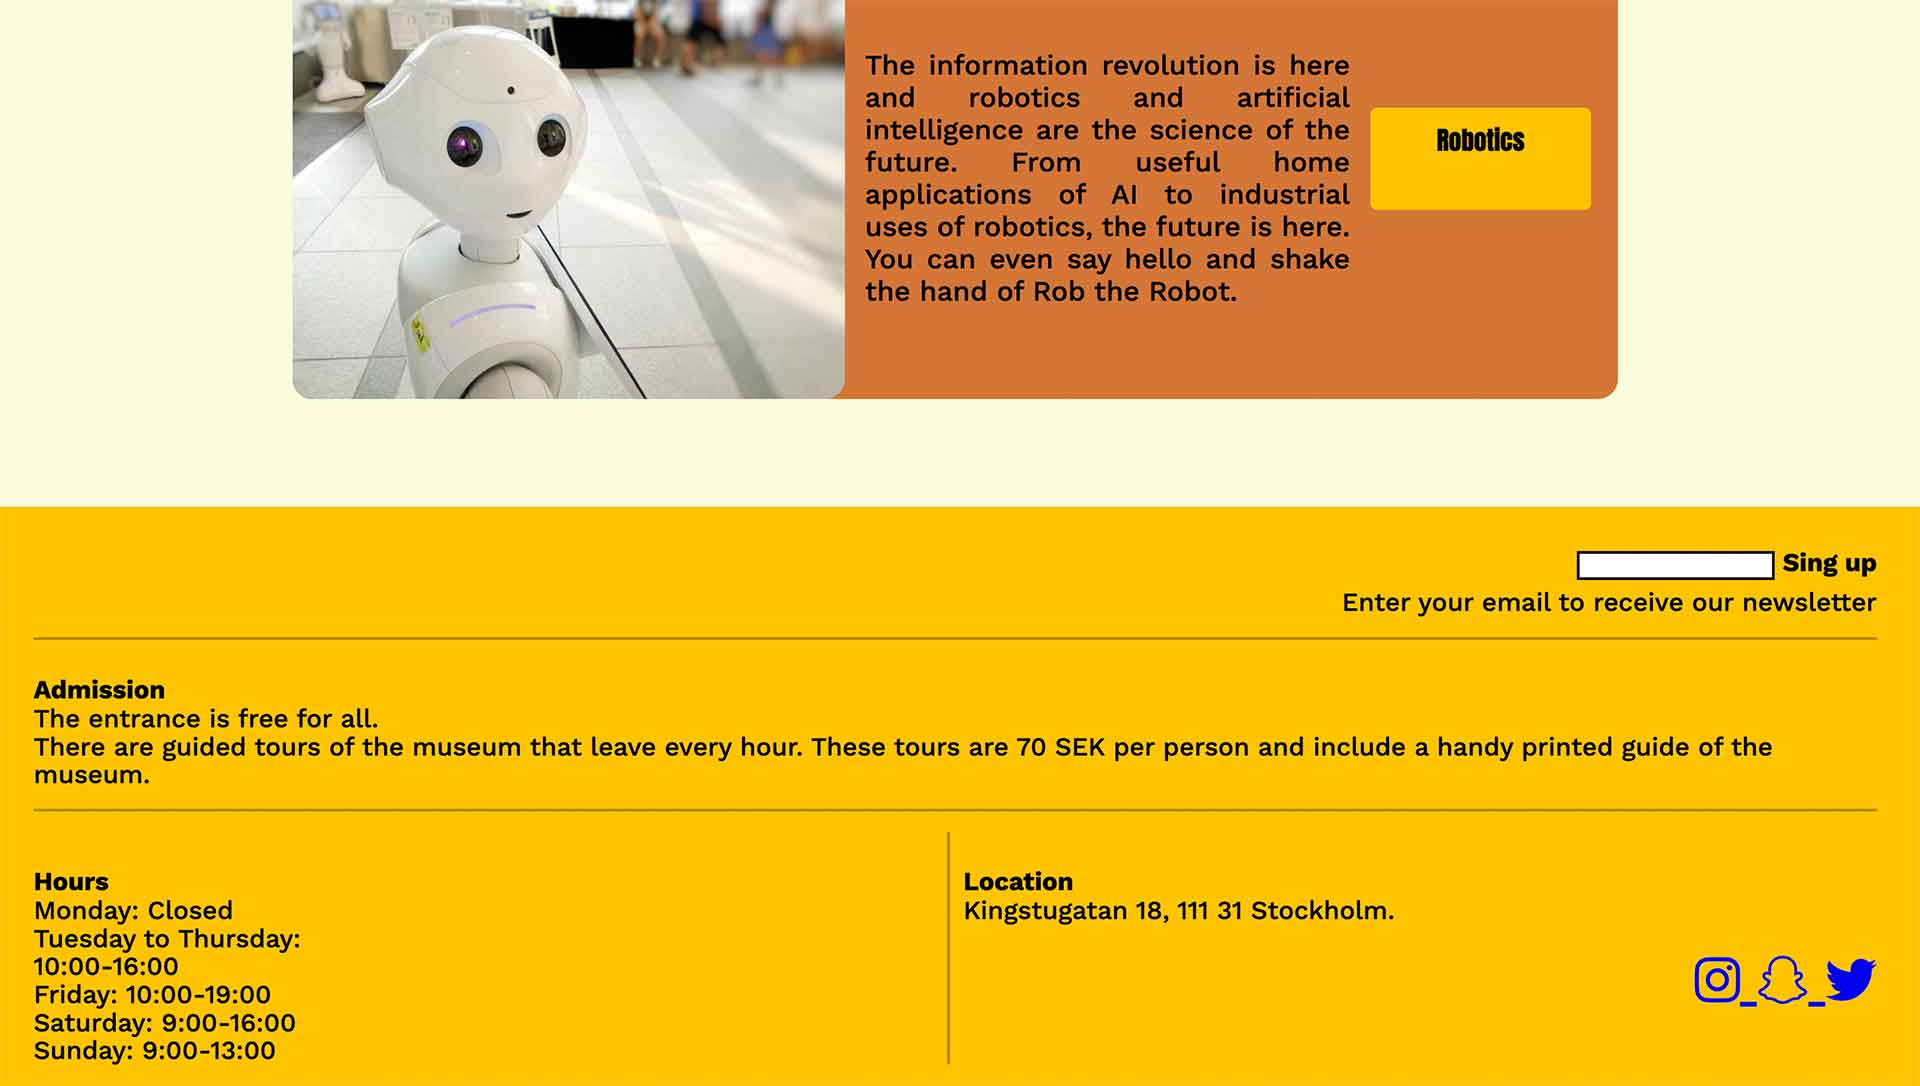 The information revolution is here
and robotics and artificial
intelligence are the science of the
future. From useful home
applications of AI to industrial
uses of robotics, the future is here.
You can even say hello and shake
the hand of Rob the Robot.
Robotics
Sing up
Enter your email to receive our newsletter
Admission
The entrance is free for all.
There are guided tours of the museum that leave every hour. These tours are 70 SEK per person and include a handy printed guide of the
museum.
Hours
Monday: Closed
Tuesday to Thursday:
10:00-16:00
Friday: 10:00-19:00
Saturday: 9:00-16:00
Sunday: 9:00-13:00
Location
Kingstugatan 18, 111 31 Stockholm.